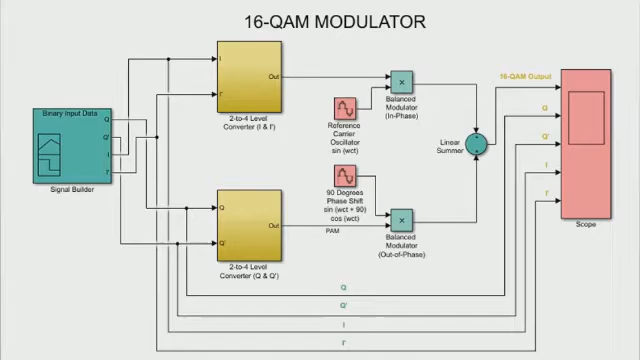 16-QAM MODULATOR
Binary Input Data
Q
Q'
I
I'
Signal Builder
I
I'
Out
2-to-4 Level
Converter (I & I')
Q
Q'
Out
2-to-4 Level
Converter (Q & Q')
Reference
Carrier
Oscillator
sin (wct)
90 Degrees
Phase Shift
sin (wct + 90)
cos (wct)
PAM
×
Balanced
Modulator
(In-Phase)
×
Balanced
Modulator
(Out-of-Phase)
Linear
Summer
16-QAM Output
Q
Q'
I
I'
Scope
Q
Q'
I
I'